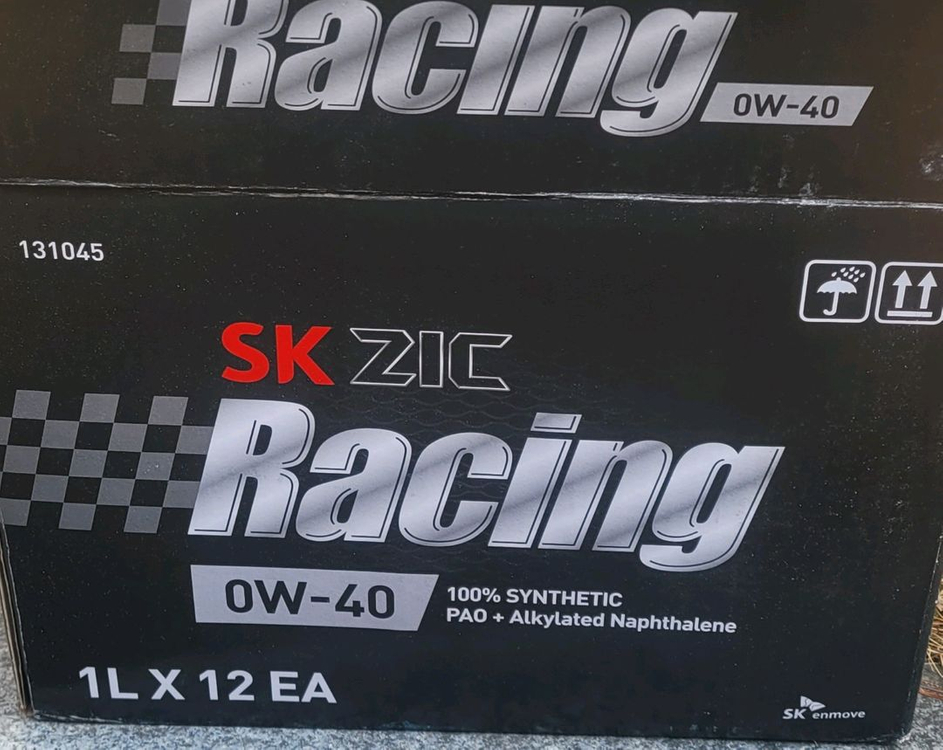 Racing
0W-40
131045
SK ZIC
Racing
0W-40
100% SYNTHETIC
PAO + Alkylated Naphthalene
1L X 12 EA
SK enmove